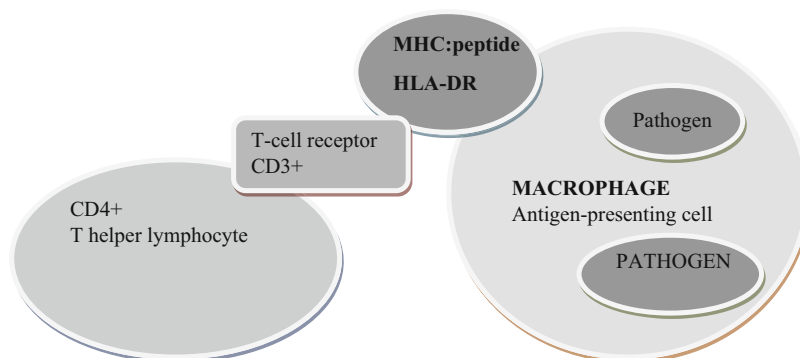 MHC:peptide
HLA-DR
Pathogen
T-cell receptor
CD3+
MACROPHAGE
Antigen-presenting cell
CD4+
T helper lymphocyte
PATHOGEN